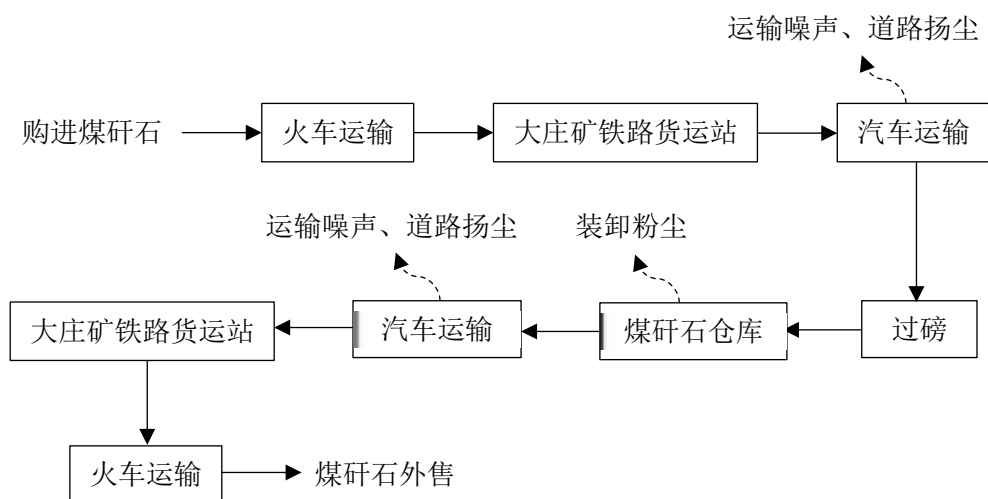 运输噪声、道路扬尘
购进煤矸石
火车运输
大庄矿铁路货运站
汽车运输
运输噪声、道路扬尘
装卸粉尘
大庄矿铁路货运站
汽车运输
煤矸石仓库
过磅
火车运输
煤矸石外售